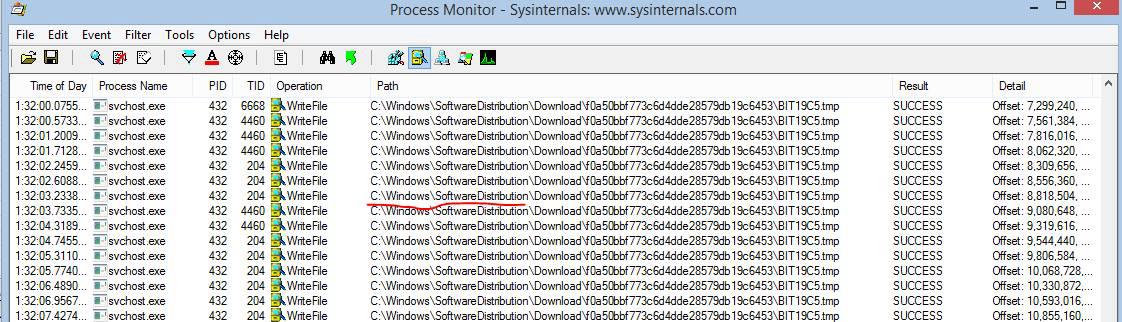 Process Monitor - Sysinternals: www.sysinternals.com
File Edit Event Filter Tools Options Help
Time of Day Process Name PID TID Operation Path Result Detail
1:32:00.0755... svchost.exe 432 6668 WriteFile C:\Windows\SoftwareDistribution\Download\f0a50bbf773c6d4dde28579db19c6453\BIT19C5.tmp SUCCESS Offset: 7,299,240, ...
1:32:00.5733... svchost.exe 432 4460 WriteFile C:\Windows\SoftwareDistribution\Download\f0a50bbf773c6d4dde28579db19c6453\BIT19C5.tmp SUCCESS Offset: 7,561,384, ...
1:32:01.2009... svchost.exe 432 4460 WriteFile C:\Windows\SoftwareDistribution\Download\f0a50bbf773c6d4dde28579db19c6453\BIT19C5.tmp SUCCESS Offset: 7,816,016, ...
1:32:01.7128... svchost.exe 432 4460 WriteFile C:\Windows\SoftwareDistribution\Download\f0a50bbf773c6d4dde28579db19c6453\BIT19C5.tmp SUCCESS Offset: 8,062,320, ...
1:32:02.2459... svchost.exe 432 204 WriteFile C:\Windows\SoftwareDistribution\Download\f0a50bbf773c6d4dde28579db19c6453\BIT19C5.tmp SUCCESS Offset: 8,309,656, ...
1:32:02.6088... svchost.exe 432 204 WriteFile C:\Windows\SoftwareDistribution\Download\f0a50bbf773c6d4dde28579db19c6453\BIT19C5.tmp SUCCESS Offset: 8,556,360, ...
1:32:03.2338... svchost.exe 432 204 WriteFile C:\Windows\SoftwareDistribution\Download\f0a50bbf773c6d4dde28579db19c6453\BIT19C5.tmp SUCCESS Offset: 8,818,504, ...
1:32:03.7335... svchost.exe 432 4460 WriteFile C:\Windows\SoftwareDistribution\Download\f0a50bbf773c6d4dde28579db19c6453\BIT19C5.tmp SUCCESS Offset: 9,080,648, ...
1:32:04.3189... svchost.exe 432 4460 WriteFile C:\Windows\SoftwareDistribution\Download\f0a50bbf773c6d4dde28579db19c6453\BIT19C5.tmp SUCCESS Offset: 9,319,616, ...
1:32:04.7455... svchost.exe 432 204 WriteFile C:\Windows\SoftwareDistribution\Download\f0a50bbf773c6d4dde28579db19c6453\BIT19C5.tmp SUCCESS Offset: 9,544,440, ...
1:32:05.3110... svchost.exe 432 204 WriteFile C:\Windows\SoftwareDistribution\Download\f0a50bbf773c6d4dde28579db19c6453\BIT19C5.tmp SUCCESS Offset: 9,806,584, ...
1:32:05.7740... svchost.exe 432 204 WriteFile C:\Windows\SoftwareDistribution\Download\f0a50bbf773c6d4dde28579db19c6453\BIT19C5.tmp SUCCESS Offset: 10,068,728,...
1:32:06.4890... svchost.exe 432 204 WriteFile C:\Windows\SoftwareDistribution\Download\f0a50bbf773c6d4dde28579db19c6453\BIT19C5.tmp SUCCESS Offset: 10,330,872,...
1:32:06.9567... svchost.exe 432 204 WriteFile C:\Windows\SoftwareDistribution\Download\f0a50bbf773c6d4dde28579db19c6453\BIT19C5.tmp SUCCESS Offset: 10,593,016,...
1:32:07.4274... svchost.exe 432 204 WriteFile C:\Windows\SoftwareDistribution\Download\f0a50bbf773c6d4dde28579db19c6453\BIT19C5.tmp SUCCESS Offset: 10,855,160,...